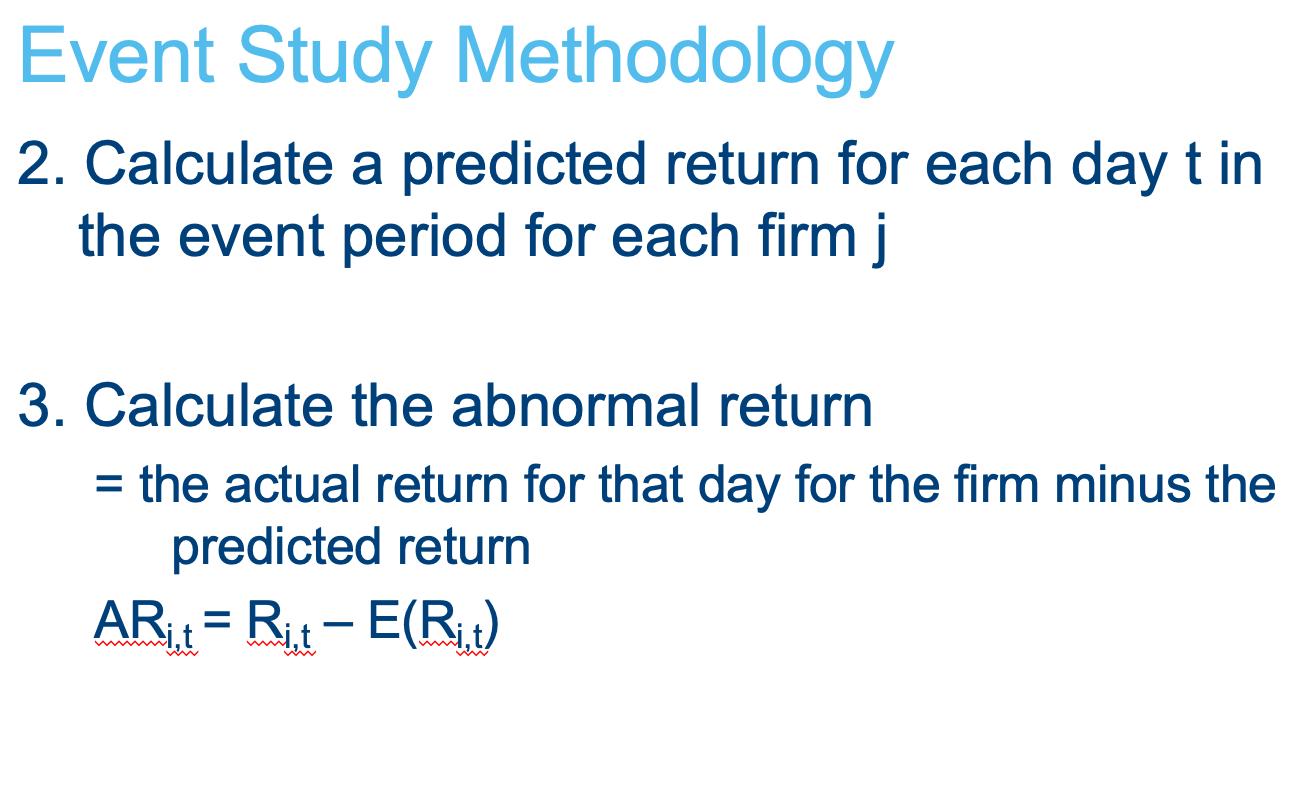 Event Study Methodology
2. Calculate a predicted return for each day t in
the event period for each firm j
3. Calculate the abnormal return
= the actual return for that day for the firm minus the
predicted return
ARi,t = Ri,t – E(Ri,t)